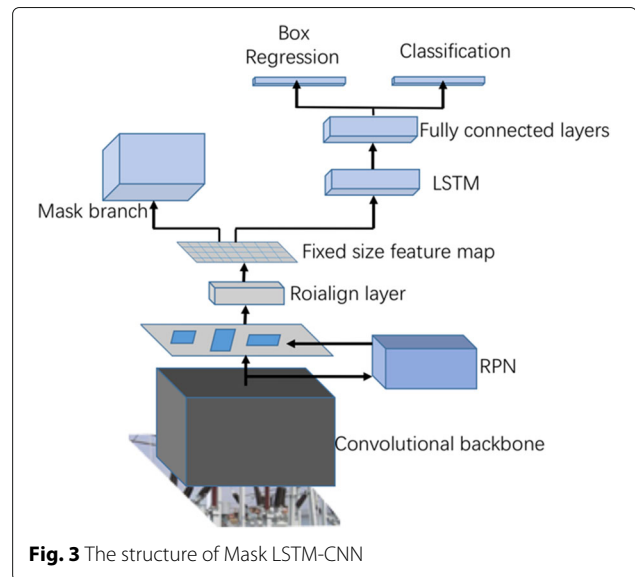 Box
Regression
Classification
Fully connected layers
LSTM
Mask branch
Fixed size feature map
Roialign layer
RPN
Convolutional backbone
Fig. 3 The structure of Mask LSTM-CNN